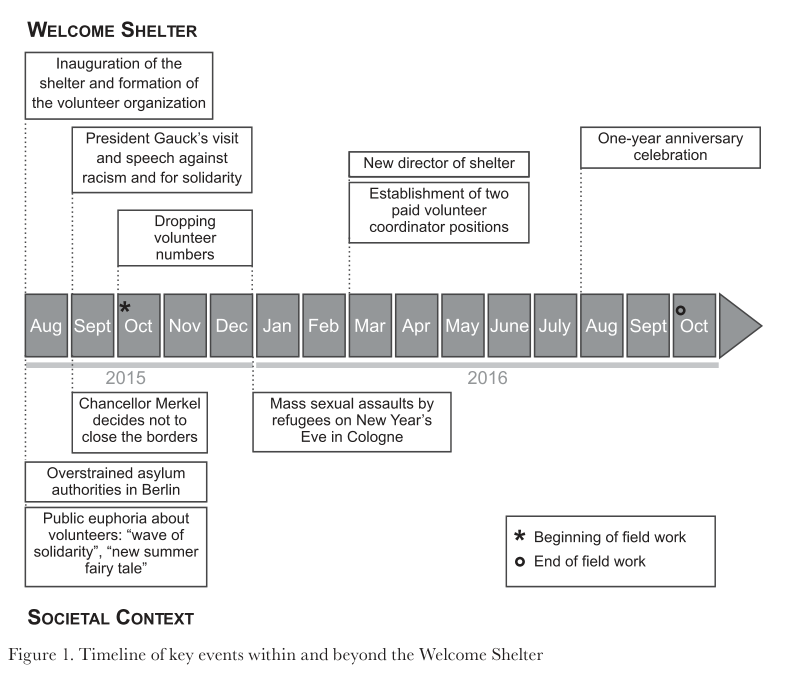 WELCOME SHELTER
Inauguration of the
shelter and formation of
the volunteer organization
President Gauck's visit
and speech against
racism and for solidarity
Dropping
volunteer
numbers
New director of shelter
Establishment of two
paid volunteer
coordinator positions
One-year anniversary
celebration
* Aug Sept Oct Nov Dec Jan Feb Mar Apr May June July Aug Sept Oct
2015 2016
Chancellor Merkel
decides not to
close the borders
Mass sexual assaults by
refugees on New Year's
Eve in Cologne
Overstrained asylum
authorities in Berlin
Public euphoria about
volunteers: “wave of
solidarity”, “new summer
fairy tale”
* Beginning of field work
o End of field work
SOCIETAL CONTEXT
Figure 1. Timeline of key events within and beyond the Welcome Shelter